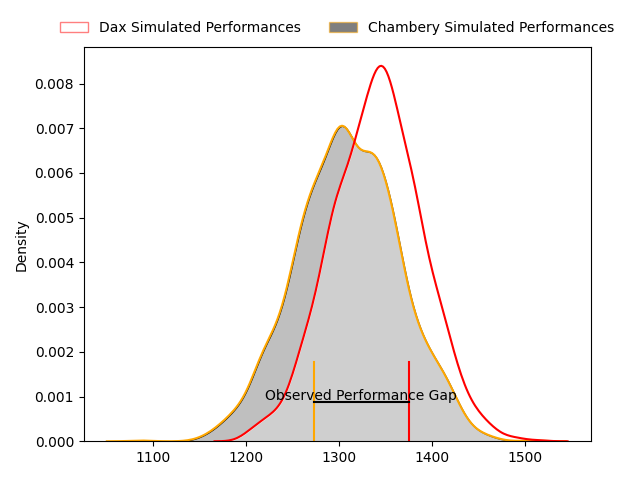 Dax Simulated Performances Chambery Simulated Performances
Density
0.008
0.007
0.006
0.005
0.004
0.003
0.002
0.001
0.000
Observed Performance Gap
1100 1200 1300 1400 1500